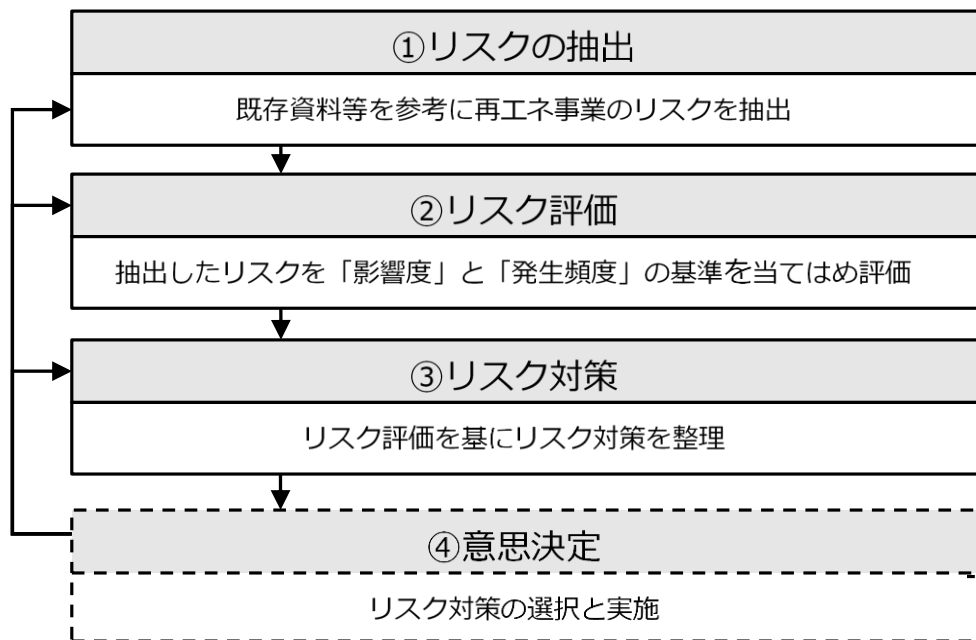 ①リスクの抽出
既存資料等を参考に再エネ事業のリスクを抽出
②リスク評価
抽出したリスクを「影響度」と「発生頻度」の基準を当てはめ評価
③リスク対策
リスク評価を基にリスク対策を整理
④意思決定
リスク対策の選択と実施